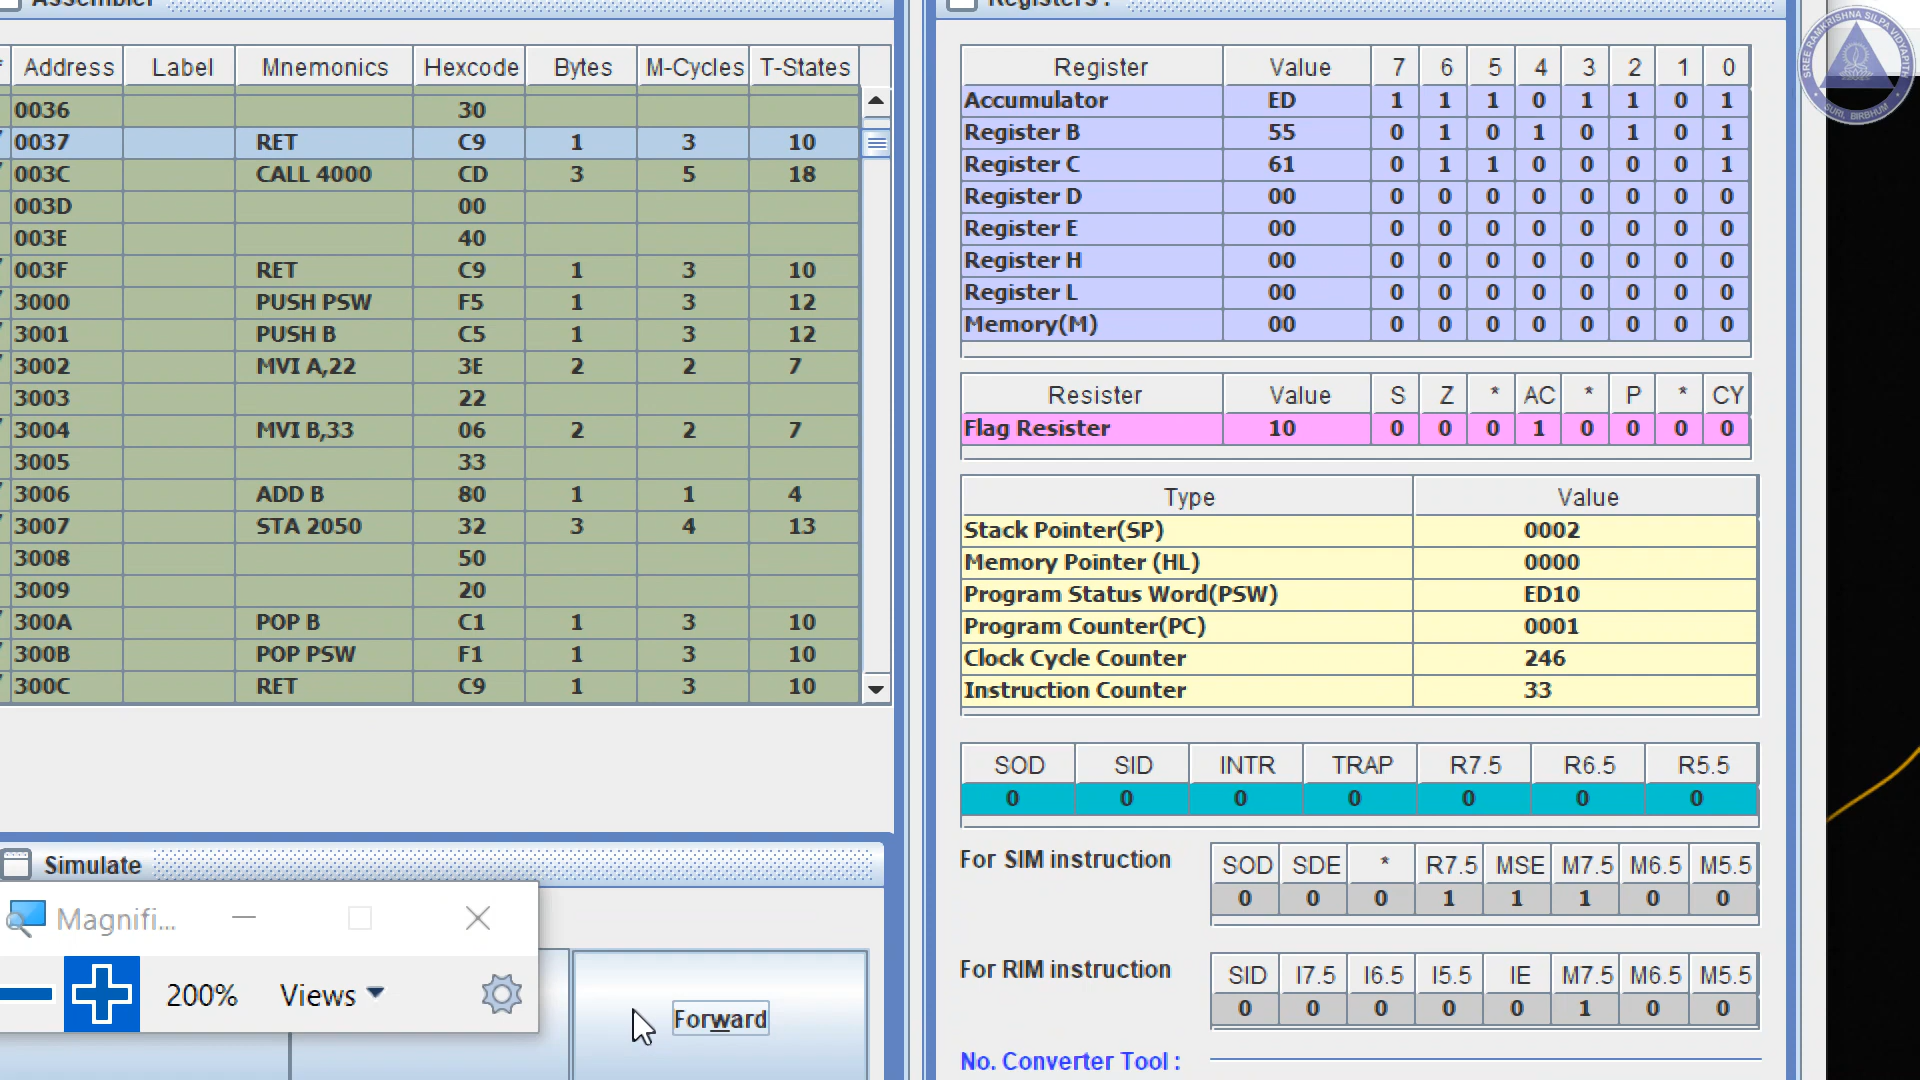 Assembler
Address Label Mnemonics Hexcode Bytes M-Cycles T-States
0036 30
0037 RET C9 1 3 10
003C CALL 4000 CD 3 5 18
003D 00
003E 40
003F RET C9 1 3 10
3000 PUSH PSW F5 1 3 12
3001 PUSH B C5 1 3 12
3002 MVI A,22 3E 2 2 7
3003 22
3004 MVI B,33 06 2 2 7
3005 33
3006 ADD B 80 1 1 4
3007 STA 2050 32 3 4 13
3008 50
3009 20
300A POP B C1 1 3 10
300B POP PSW F1 1 3 10
300C RET C9 1 3 10
Simulate
Magnifi...
200% Views
Forward
Registers :
Register Value 7 6 5 4 3 2 1 0
Accumulator ED 1 1 1 0 1 1 0 1
Register B 55 0 1 0 1 0 1 0 1
Register C 61 0 1 1 0 0 0 0 1
Register D 00 0 0 0 0 0 0 0 0
Register E 00 0 0 0 0 0 0 0 0
Register H 00 0 0 0 0 0 0 0 0
Register L 00 0 0 0 0 0 0 0 0
Memory(M) 00 0 0 0 0 0 0 0 0
Resister Value S Z * AC * P * CY
Flag Resister 10 0 0 0 1 0 0 0 0
Type Value
Stack Pointer(SP) 0002
Memory Pointer (HL) 0000
Program Status Word(PSW) ED10
Program Counter(PC) 0001
Clock Cycle Counter 246
Instruction Counter 33
SOD SID INTR TRAP R7.5 R6.5 R5.5
0 0 0 0 0 0 0
For SIM instruction
SOD SDE * R7.5 MSE M7.5 M6.5 M5.5
0 0 0 1 1 1 0 0
For RIM instruction
SID I7.5 I6.5 I5.5 IE M7.5 M6.5 M5.5
0 0 0 0 0 1 0 0
No. Converter Tool :
SREE RAMKRISHNA SILPA VIDYAPITH
SURI, BIRBHUM